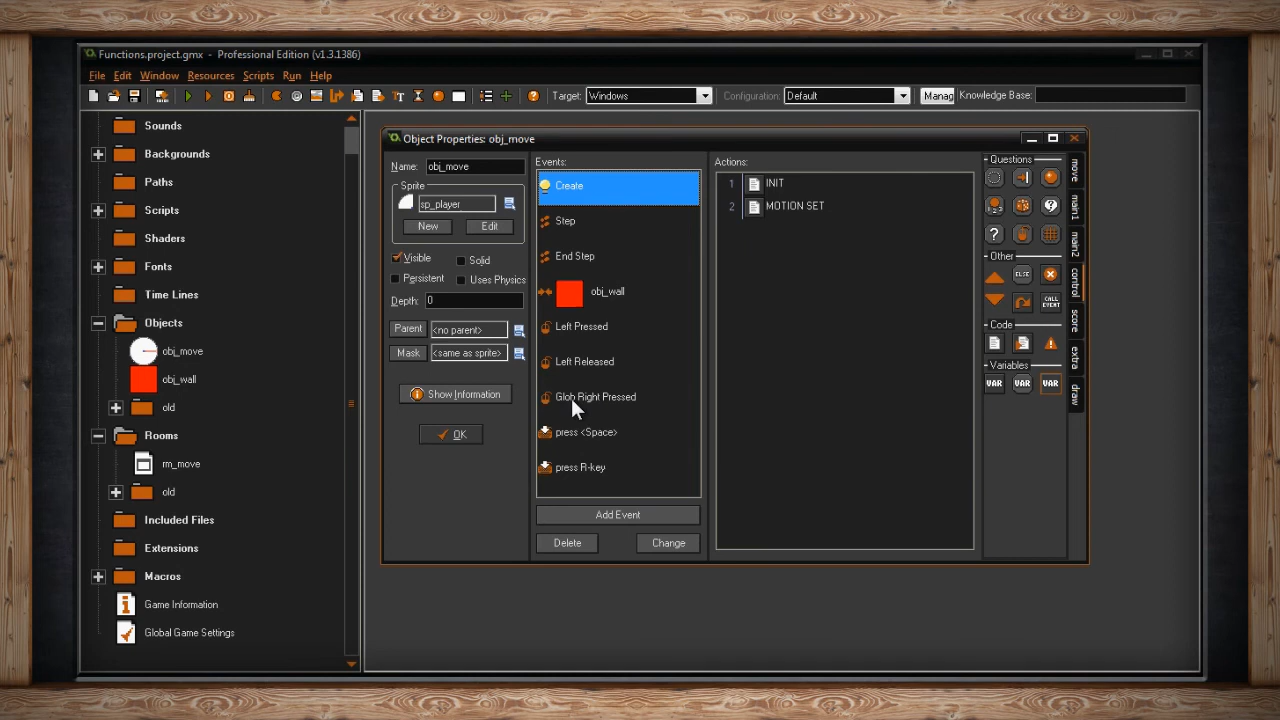 Functions.project.gmx - Professional Edition (v1.3.1386)
File Edit Window Resources Scripts Run Help
Target: Windows Configuration: Default Manag Knowledge Base:
Sounds
Backgrounds
Paths
Scripts
Shaders
Fonts
Time Lines
Objects
obj_move
obj_wall
old
Rooms
rm_move
old
Included Files
Extensions
Macros
Game Information
Global Game Settings
Object Properties: obj_move
Name: obj_move
Sprite
sp_player
New Edit
Visible Solid
Persistent Uses Physics
Depth: 0
Parent <no parent>
Mask <same as sprite>
Show Information
OK
Events:
Create
Step
End Step
obj_wall
Left Pressed
Left Released
Glob Right Pressed
press <Space>
press R-key
Add Event
Delete Change
Actions:
1 INIT
2 MOTION SET
Questions
Other
ELSE
CALL EVENT
Code
Variables
VAR VAR VAR
move
main1
main2
control
score
extra
draw